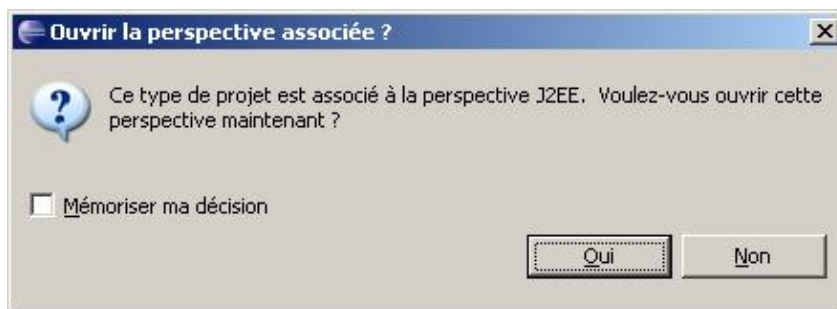 Ouvrir la perspective associée ?
Ce type de projet est associé à la perspective J2EE. Voulez-vous ouvrir cette
perspective maintenant ?
Mémoriser ma décision
Oui
Non